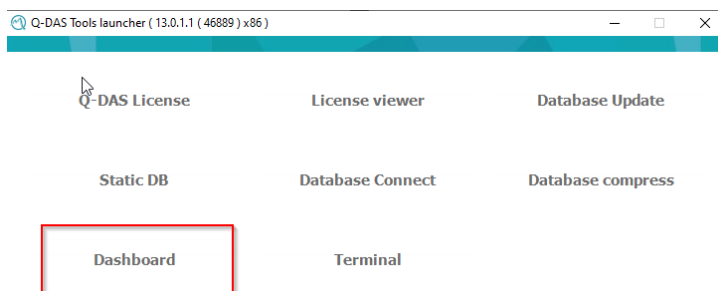 Q-DAS Tools launcher ( 13.0.1.1 ( 46889 ) x86 )
Q-DAS License License viewer Database Update
Static DB Database Connect Database compress
Dashboard Terminal